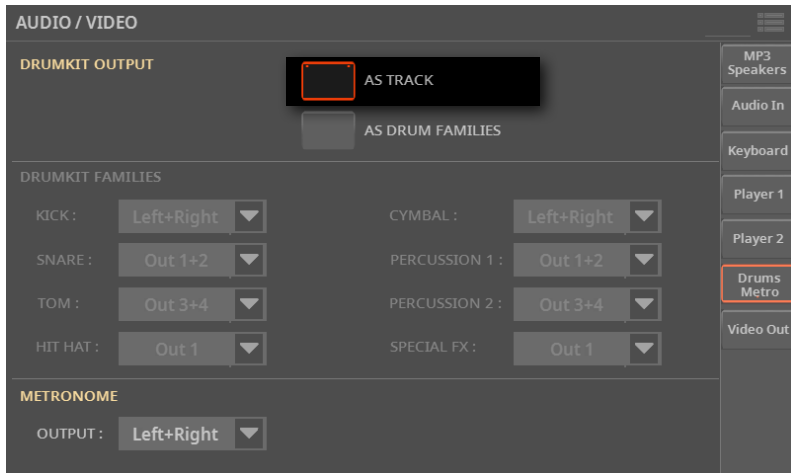 AUDIO / VIDEO
DRUMKIT OUTPUT
AS TRACK
AS DRUM FAMILIES
DRUMKIT FAMILIES
KICK : Left+Right
CYMBAL : Left+Right
SNARE : Out 1+2
PERCUSSION 1 : Out 1+2
TOM : Out 3+4
PERCUSSION 2 : Out 3+4
HIT HAT : Out 1
SPECIAL FX : Out 1
METRONOME
OUTPUT : Left+Right
MP3
Speakers
Audio In
Keyboard
Player 1
Player 2
Drums
Metro
Video Out